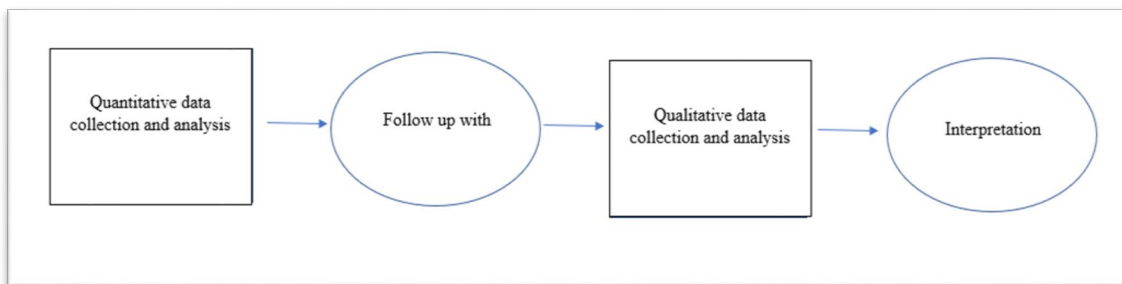 Quantitative data
collection and analysis
Follow up with
Qualitative data
collection and analysis
Interpretation